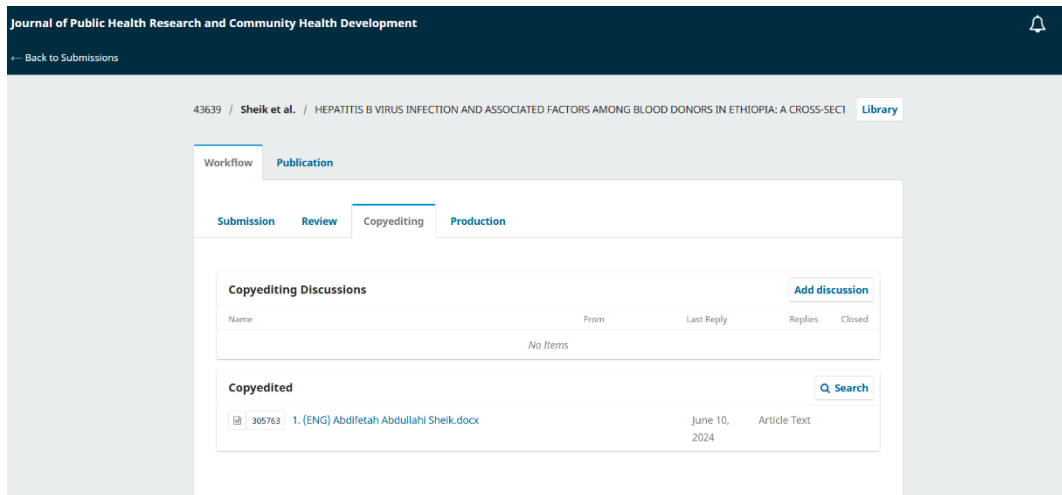 Journal of Public Health Research and Community Health Development
← Back to Submissions
43639 / Sheik et al. / HEPATITIS B VIRUS INFECTION AND ASSOCIATED FACTORS AMONG BLOOD DONORS IN ETHIOPIA: A CROSS-SECT Library
Workflow Publication
Submission Review Copyediting Production
Copyediting Discussions Add discussion
Name From Last Reply Replies Closed
No Items
Copyedited Search
305763 1. (ENG) Abdifetah Abdullahi Sheik.docx June 10, Article Text
2024